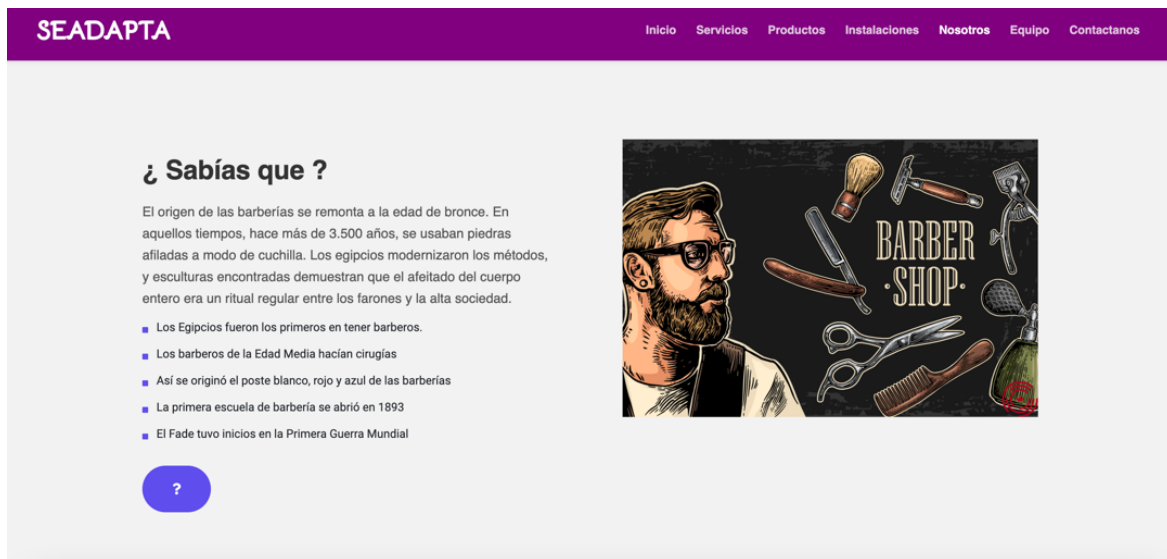 SEADAPTA
Inicio Servicios Productos Instalaciones Nosotros Equipo Contactanos
¿ Sabías que ?
El origen de las barberías se remonta a la edad de bronce. En
aquellos tiempos, hace más de 3.500 años, se usaban piedras
afiladas a modo de cuchilla. Los egipcios modernizaron los métodos,
y esculturas encontradas demuestran que el afeitado del cuerpo
entero era un ritual regular entre los farones y la alta sociedad.
Los Egipcios fueron los primeros en tener barberos.
Los barberos de la Edad Media hacían cirugías
Así se originó el poste blanco, rojo y azul de las barberías
La primera escuela de barbería se abrió en 1893
El Fade tuvo inicios en la Primera Guerra Mundial
?
BARBER
·SHOP·